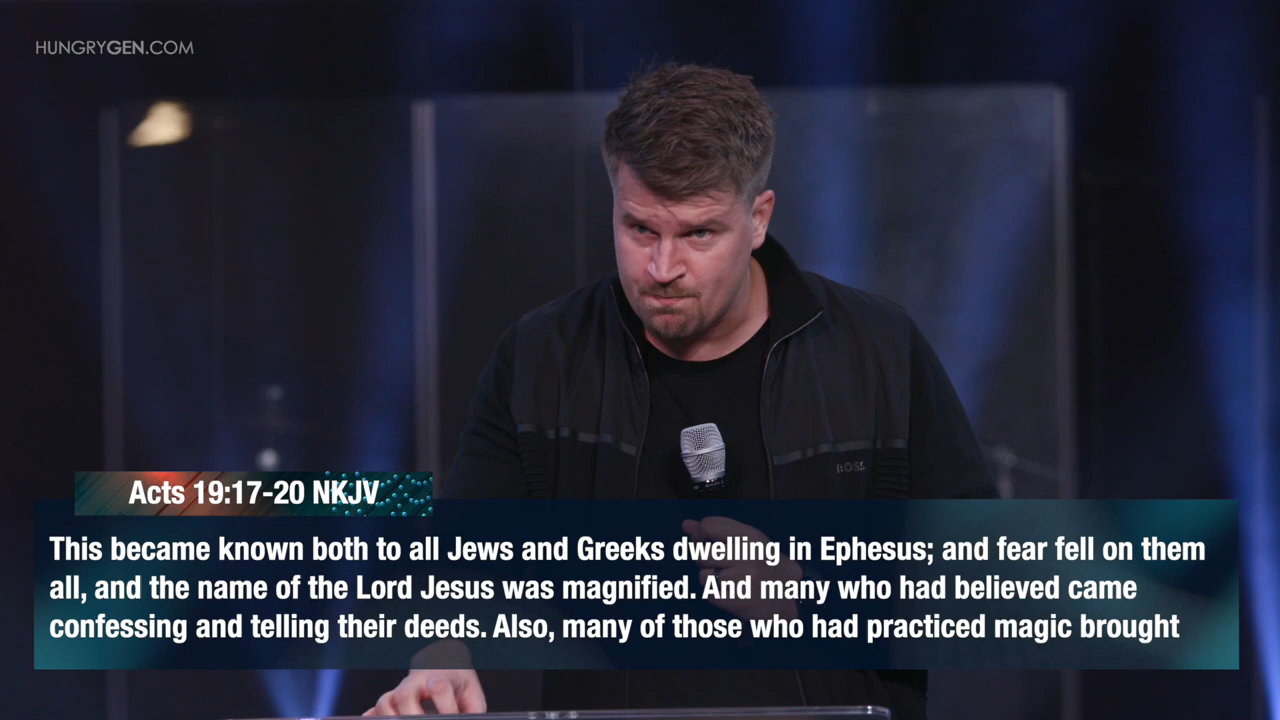 HUNGRYGEN.COM
BOSS
Acts 19:17-20 NKJV
This became known both to all Jews and Greeks dwelling in Ephesus; and fear fell on them
all, and the name of the Lord Jesus was magnified. And many who had believed came
confessing and telling their deeds. Also, many of those who had practiced magic brought